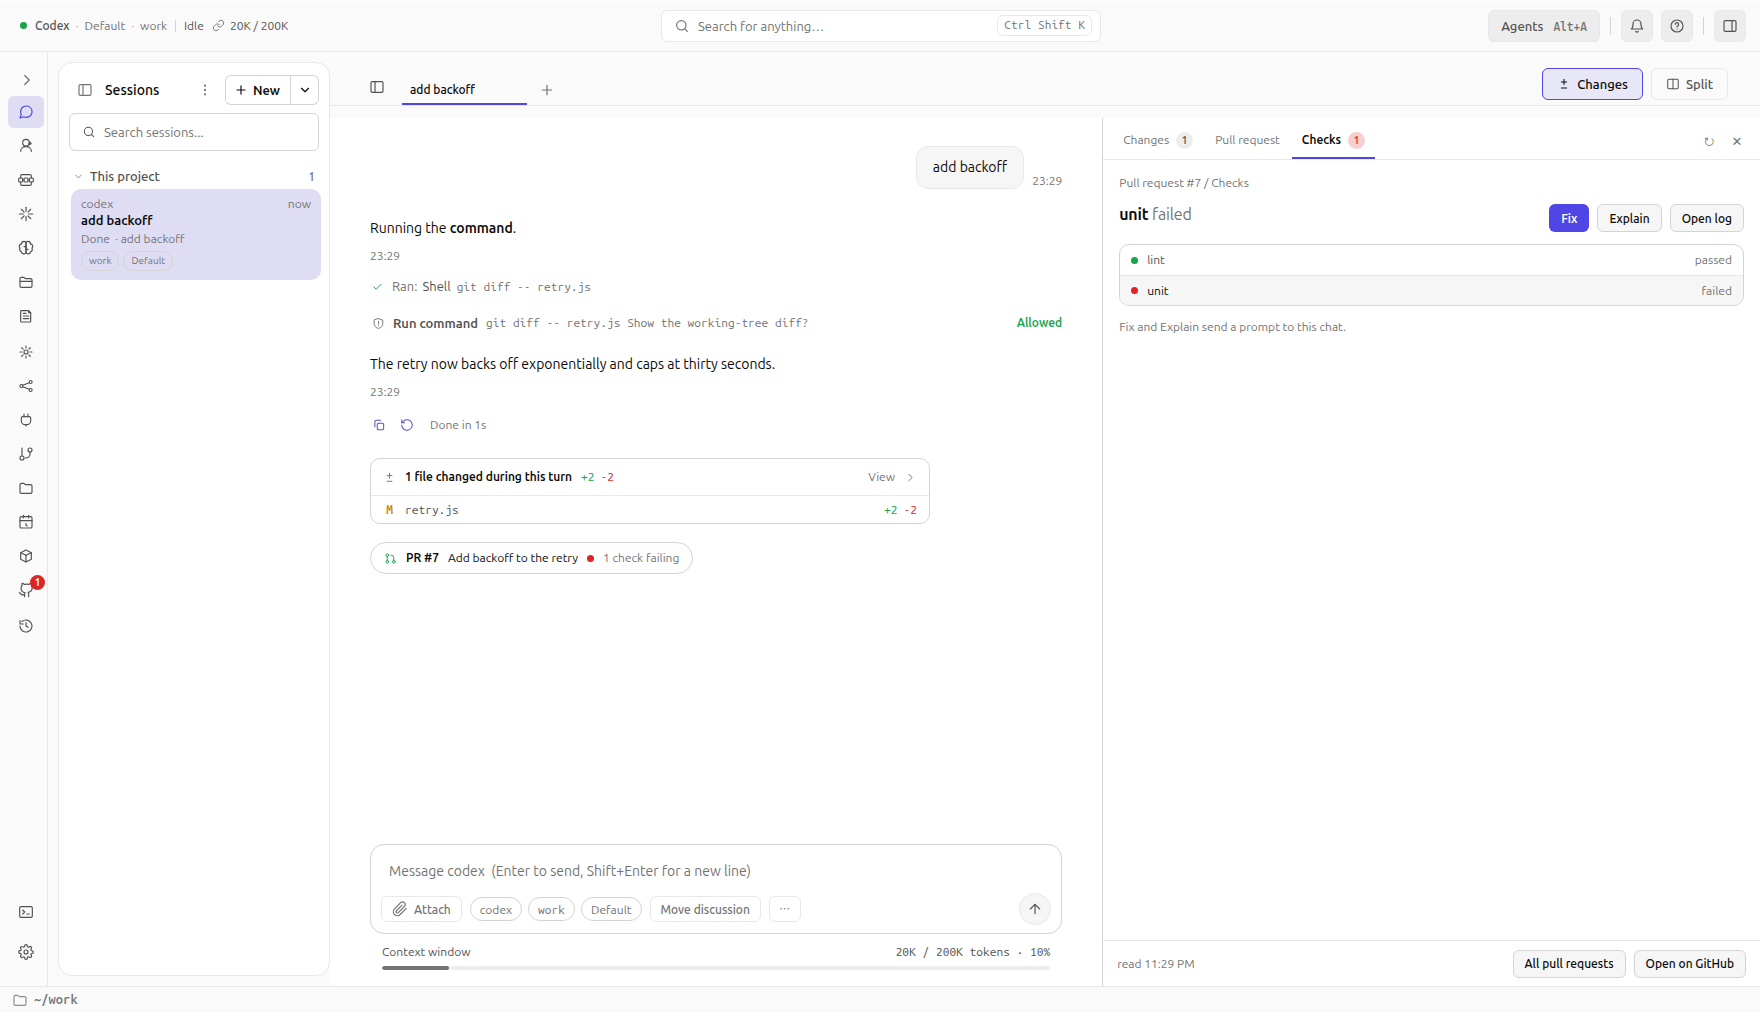 Codex · Default · work | Idle 20K / 200K
Search for anything… Ctrl Shift K
Agents Alt+A
Sessions
New
Search sessions...
This project 1
codex now
add backoff
Done · add backoff
work Default
add backoff
Changes
Split
add backoff
23:29
Running the command.
23:29
Ran: Shell git diff -- retry.js
Run command git diff -- retry.js Show the working-tree diff? Allowed
The retry now backs off exponentially and caps at thirty seconds.
23:29
Done in 1s
1 file changed during this turn +2 -2 View
M retry.js +2 -2
PR #7 Add backoff to the retry 1 check failing
Message codex (Enter to send, Shift+Enter for a new line)
Attach codex work Default Move discussion ...
Context window 20K / 200K tokens · 10%
Changes 1 Pull request Checks 1
Pull request #7 / Checks
unit failed
Fix Explain Open log
lint passed
unit failed
Fix and Explain send a prompt to this chat.
read 11:29 PM
All pull requests
Open on GitHub
1
~/work